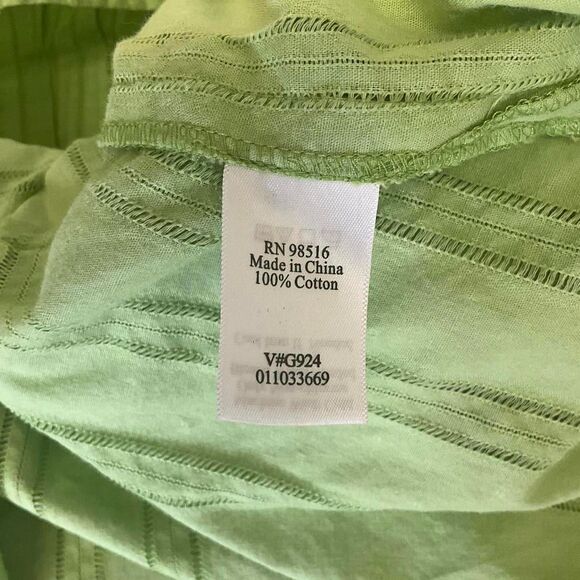 RN 98516
Made in China
100% Cotton
V#G924
011033669